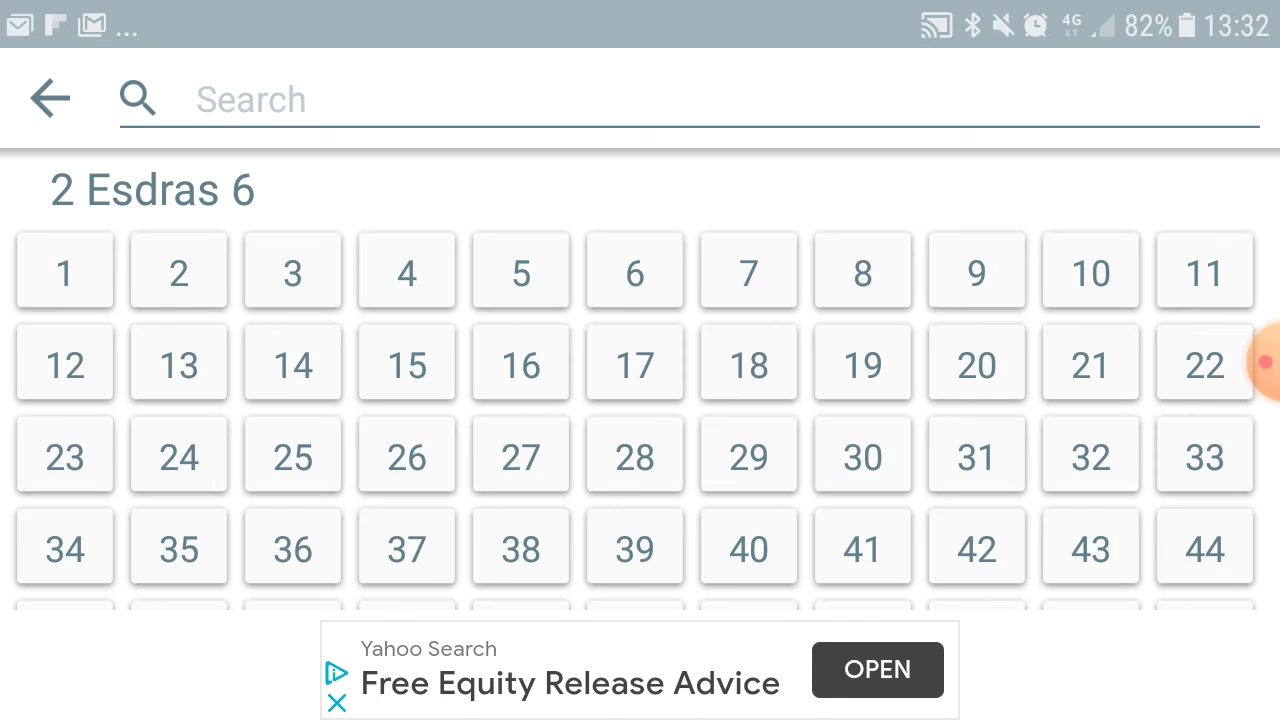 ... 4G 82% 13:32
Search
2 Esdras 6
1 2 3 4 5 6 7 8 9 10 11
12 13 14 15 16 17 18 19 20 21 22
23 24 25 26 27 28 29 30 31 32 33
34 35 36 37 38 39 40 41 42 43 44
Yahoo Search
Free Equity Release Advice
OPEN